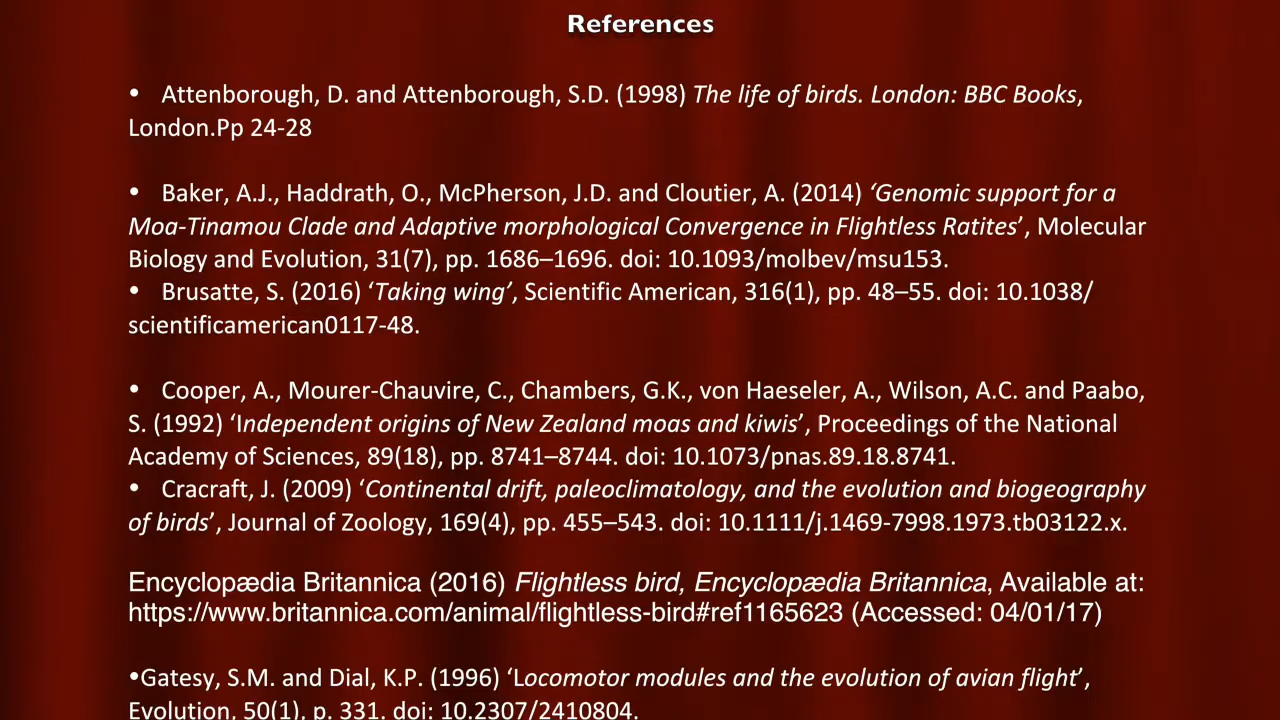 References
• Attenborough, D. and Attenborough, S.D. (1998) The life of birds. London: BBC Books,
London.Pp 24-28
• Baker, A.J., Haddrath, O., McPherson, J.D. and Cloutier, A. (2014) ‘Genomic support for a
Moa-Tinamou Clade and Adaptive morphological Convergence in Flightless Ratites’, Molecular
Biology and Evolution, 31(7), pp. 1686–1696. doi: 10.1093/molbev/msu153.
• Brusatte, S. (2016) ‘Taking wing’, Scientific American, 316(1), pp. 48–55. doi: 10.1038/
scientificamerican0117-48.
• Cooper, A., Mourer-Chauvire, C., Chambers, G.K., von Haeseler, A., Wilson, A.C. and Paabo,
S. (1992) ‘Independent origins of New Zealand moas and kiwis’, Proceedings of the National
Academy of Sciences, 89(18), pp. 8741–8744. doi: 10.1073/pnas.89.18.8741.
• Cracraft, J. (2009) ‘Continental drift, paleoclimatology, and the evolution and biogeography
of birds’, Journal of Zoology, 169(4), pp. 455–543. doi: 10.1111/j.1469-7998.1973.tb03122.x.
Encyclopædia Britannica (2016) Flightless bird, Encyclopædia Britannica, Available at:
https://www.britannica.com/animal/flightless-bird#ref1165623 (Accessed: 04/01/17)
•Gatesy, S.M. and Dial, K.P. (1996) ‘Locomotor modules and the evolution of avian flight’,
Evolution, 50(1), p. 331. doi: 10.2307/2410804.